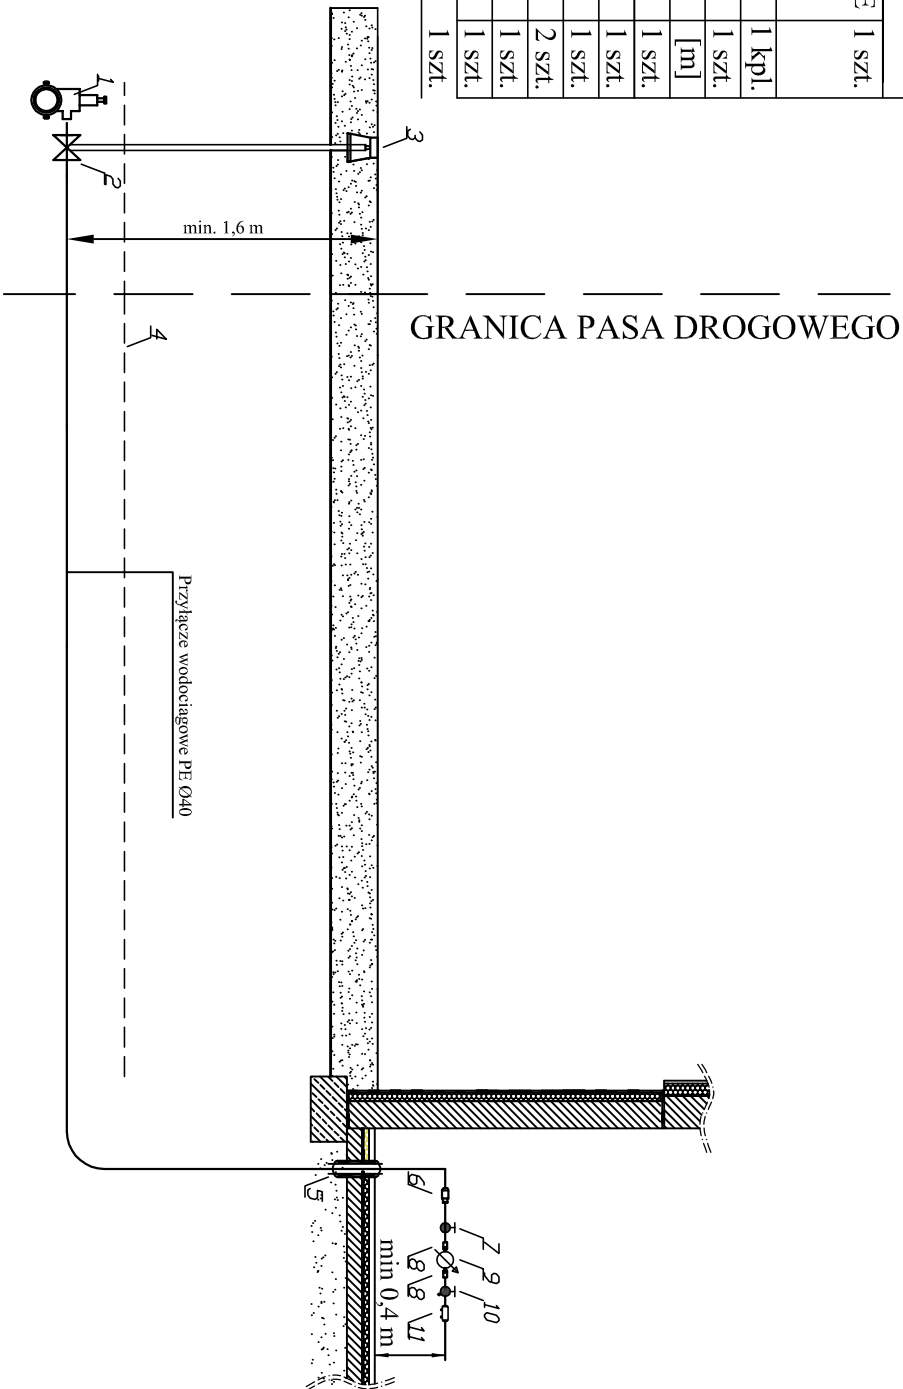 1 szt.
1 kpl.
1 szt.
[m]
1 szt.
1 szt.
1 szt.
2 szt.
1 szt.
1 szt.
1 szt.
1
2
3
min. 1,6 m
GRANICA PASA DROGOWEGO
4
Przyłącze wodociągowe PE Ø40
5
6
7
9
10
8
8
11
min 0,4 m